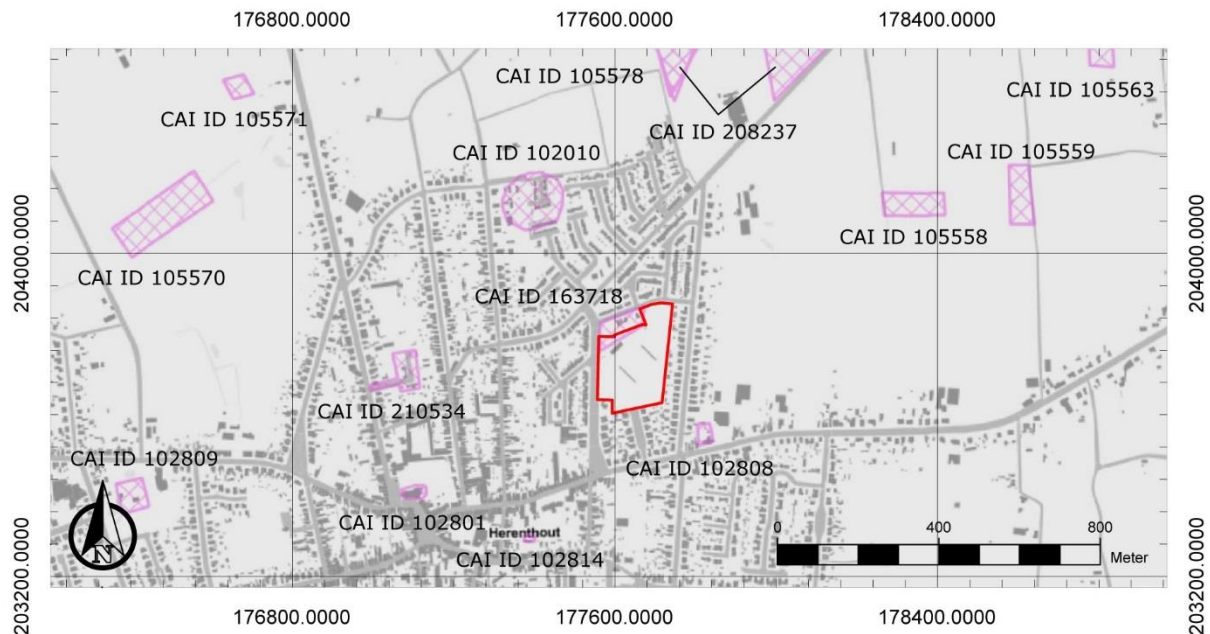 176800.0000 177600.0000 178400.0000
CAI ID 105578
CAI ID 105563
CAI ID 105571
CAI ID 208237
CAI ID 102010
CAI ID 105559
204000.0000
CAI ID 105558
204000.0000
CAI ID 105570
CAI ID 163718
CAI ID 210534
CAI ID 102809
CAI ID 102808
CAI ID 102801
Herenthout
0 400 800
Meter
CAI ID 102814
N
203200.0000
203200.0000
176800.0000 177600.0000 178400.0000